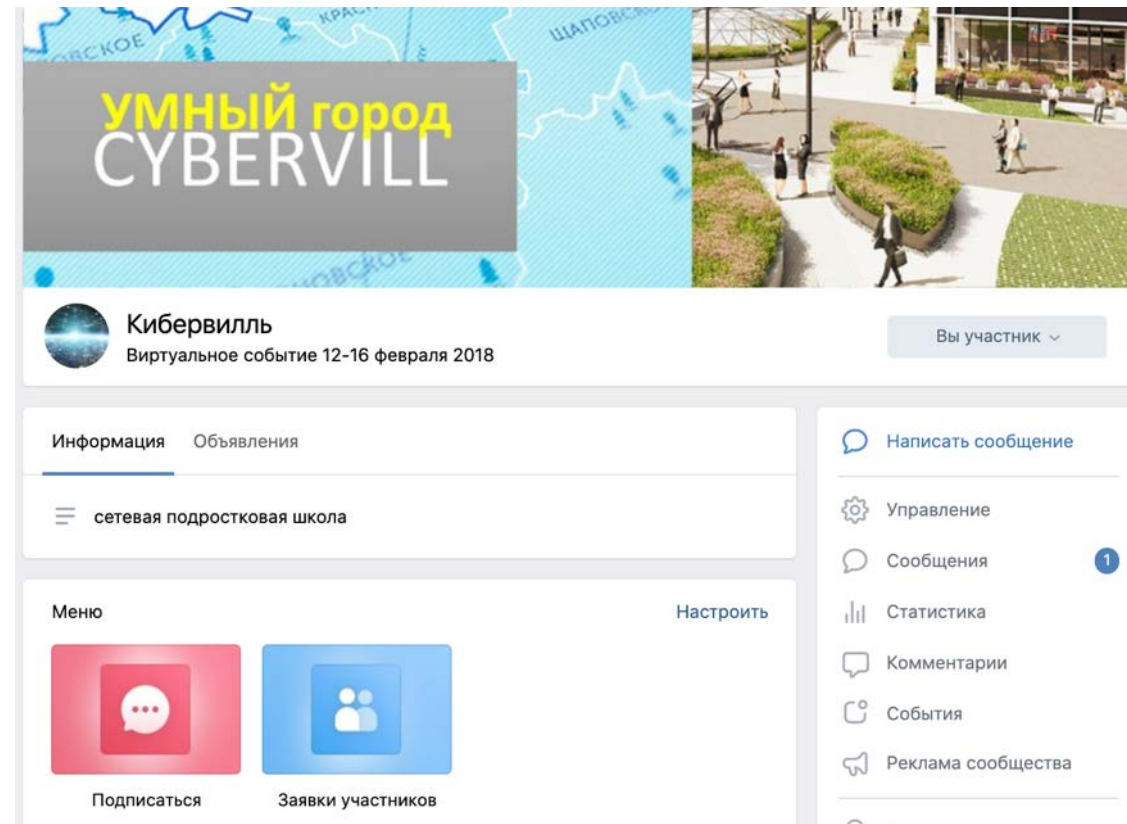 УМНЫЙ город
CYBERVILL
Кибервилль
Виртуальное событие 12-16 февраля 2018
Вы участник
Информация
Объявления
сетевая подростковая школа
Меню
Настроить
Подписаться
Заявки участников
Написать сообщение
Управление
Сообщения
1
Статистика
Комментарии
События
Реклама сообщества